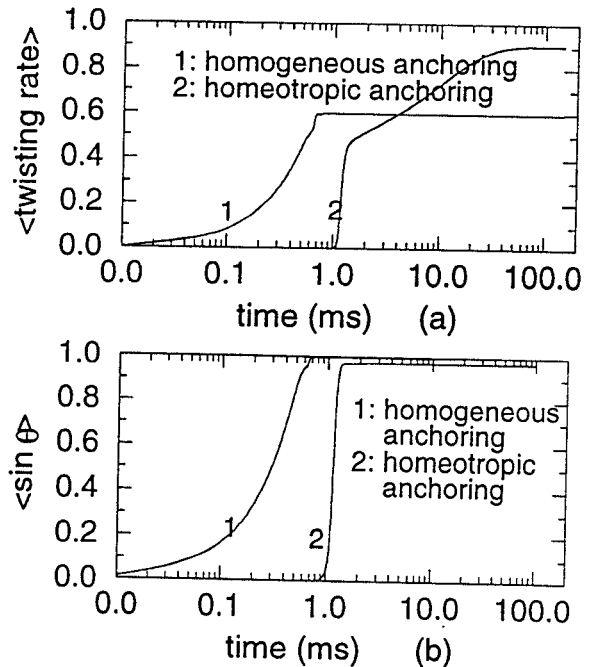 1.0
0.8
0.6
0.4
0.2
0.0
<twisting rate>
1: homogeneous anchoring
2: homeotropic anchoring
1
2
0.0 0.1 1.0 10.0 100.0
time (ms) (a)
1.0
0.8
0.6
0.4
0.2
0.0
<sin θ>
1: homogeneous
anchoring
2: homeotropic
anchoring
1
2
0.0 0.1 1.0 10.0 100.0
time (ms) (b)